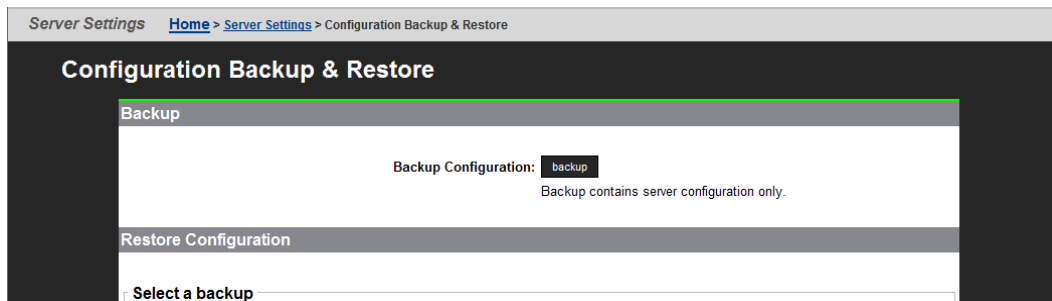 Server Settings Home > Server Settings > Configuration Backup & Restore
Configuration Backup & Restore
Backup
Backup Configuration: backup
Backup contains server configuration only.
Restore Configuration
Select a backup